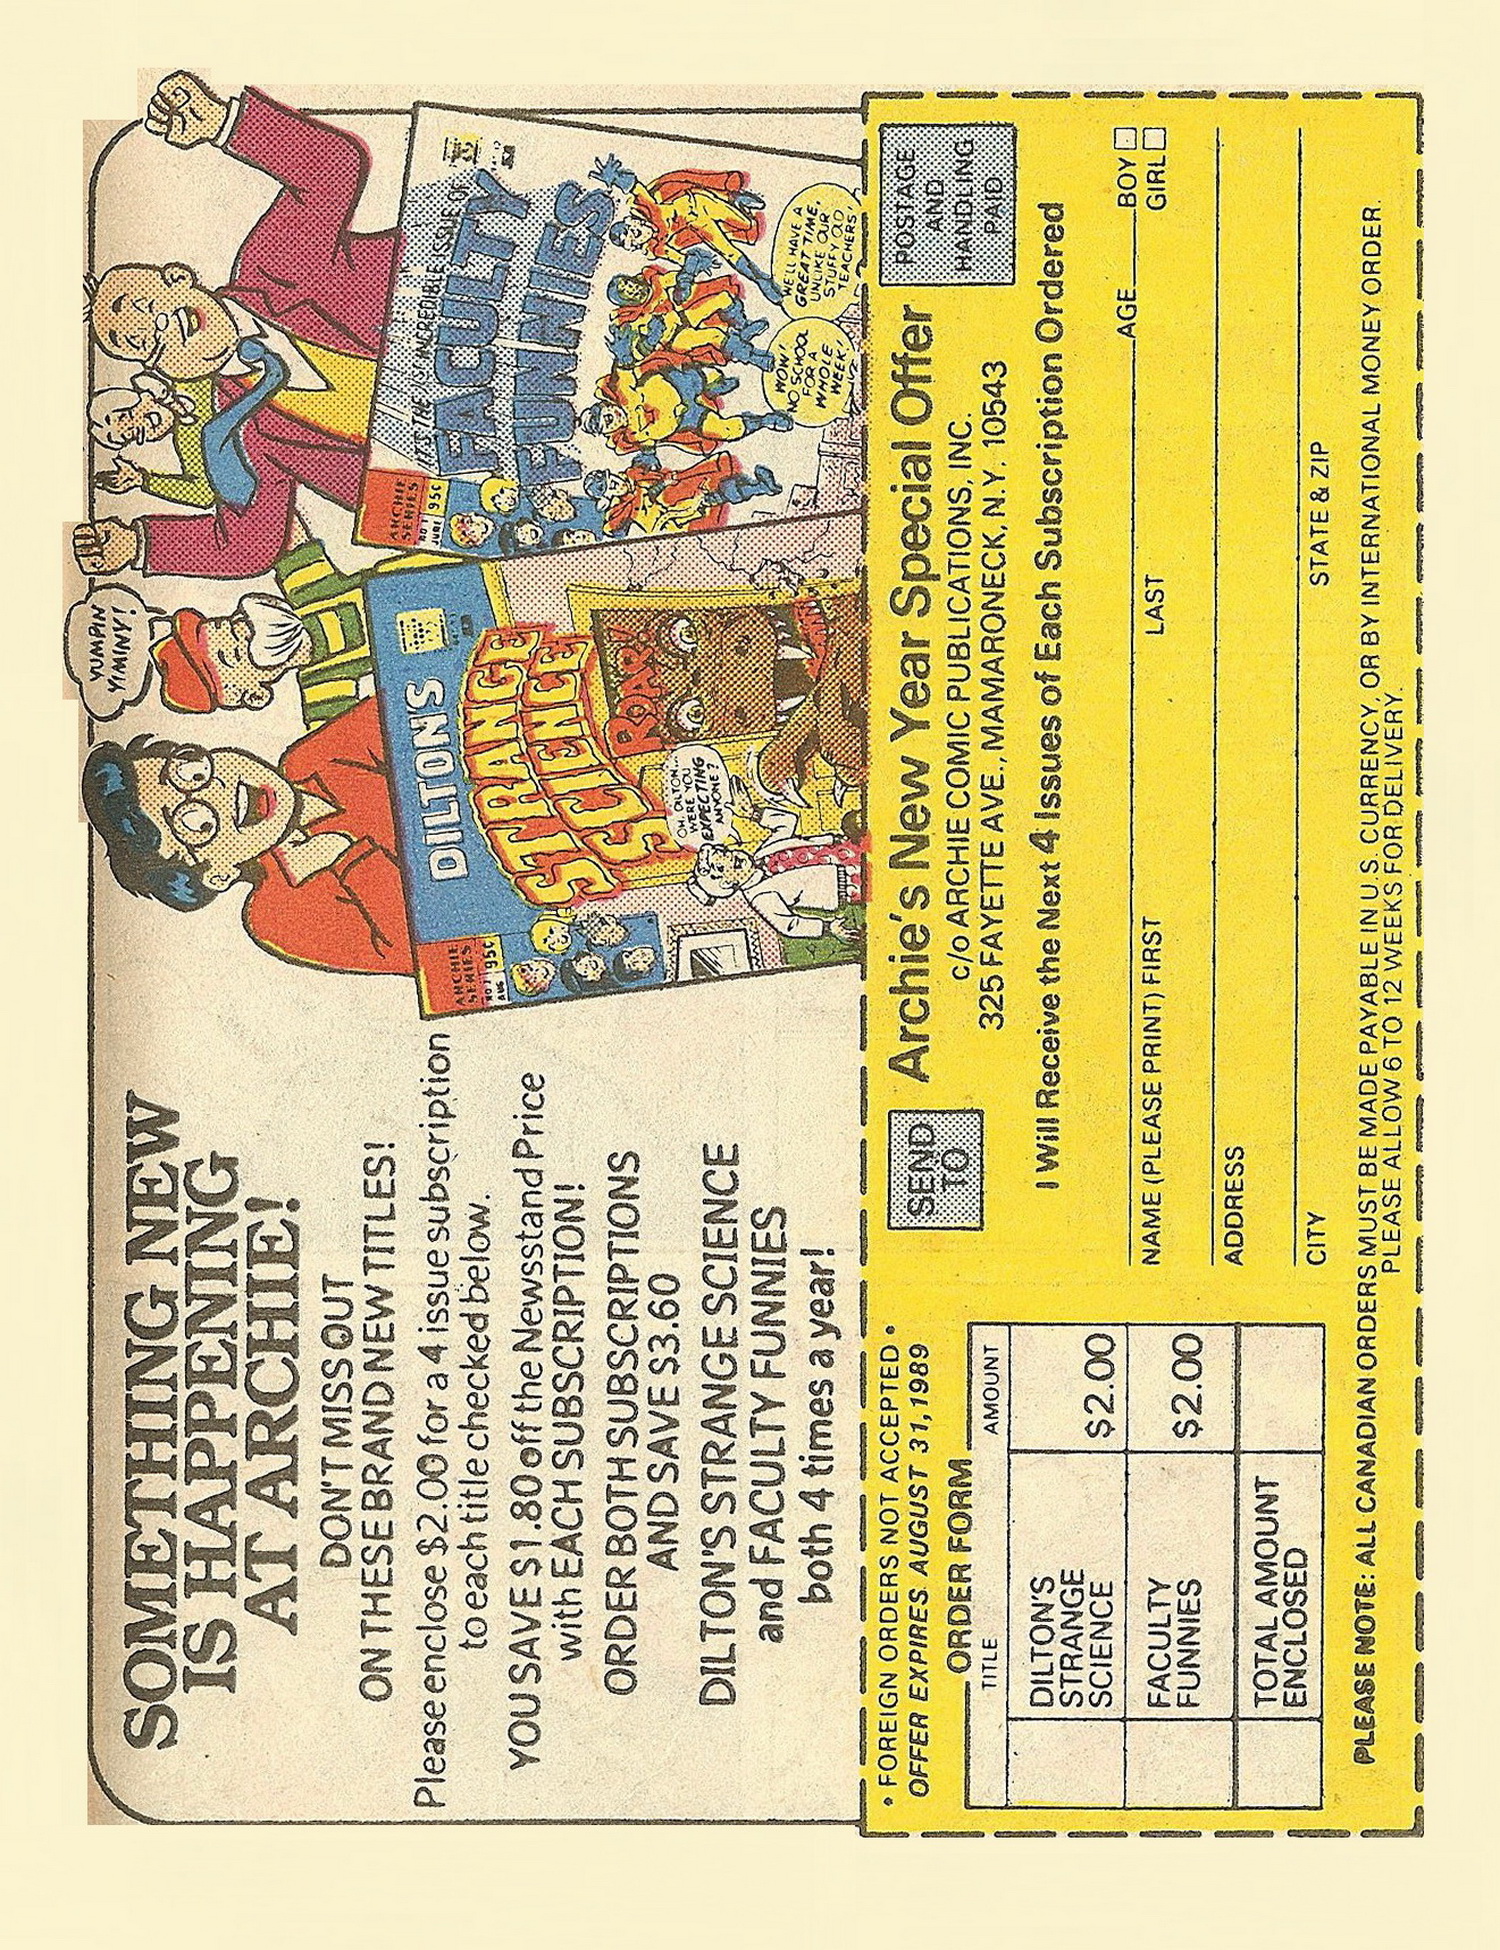 SOMETHING NEW
IS HAPPENING
AT ARCHIE!
DON'T MISS OUT
ON THESE BRAND NEW TITLES!
Please enclose $2.00 for a 4 issue subscription
to each title checked below.
YOU SAVE $1.80 off the Newsstand Price
with EACH SUBSCRIPTION!
ORDER BOTH SUBSCRIPTIONS
AND SAVE $3.60
DILTON'S STRANGE SCIENCE
and FACULTY FUNNIES
both 4 times a year!
YUMPIN
YIMINY!
ARCHIE
SERIES
NO. 1
AUG
95¢
DILTON'S
STRANGE
SCIENCE
ROAR!
OH, DILTON..
WERE YOU
EXPECTING
ANYONE?
ARCHIE
SERIES
NO. 1
JUNE
95¢
IT'S THE 1ST INCREDIBLE ISSUE OF
FACULTY
FUNNIES
WOW!
NO SCHOOL
FOR A
WHOLE
WEEK!
WE'LL HAVE A
GREAT TIME,
UNLIKE OUR
STUFFY OLD
TEACHERS!
• FOREIGN ORDERS NOT ACCEPTED •
OFFER EXPIRES AUGUST 31, 1989
ORDER FORM
TITLE AMOUNT
DILTON'S
STRANGE
SCIENCE $2.00
FACULTY
FUNNIES $2.00
TOTAL AMOUNT
ENCLOSED
SEND
TO
Archie's New Year Special Offer
c/o ARCHIE COMIC PUBLICATIONS, INC.
325 FAYETTE AVE., MAMARONECK, N.Y. 10543
POSTAGE
AND
HANDLING
PAID
I Will Receive the Next 4 Issues of Each Subscription Ordered
AGE BOY
GIRL
NAME (PLEASE PRINT) FIRST LAST
ADDRESS
CITY STATE & ZIP
PLEASE NOTE: ALL CANADIAN ORDERS MUST BE MADE PAYABLE IN U.S. CURRENCY, OR BY INTERNATIONAL MONEY ORDER.
PLEASE ALLOW 6 TO 12 WEEKS FOR DELIVERY.